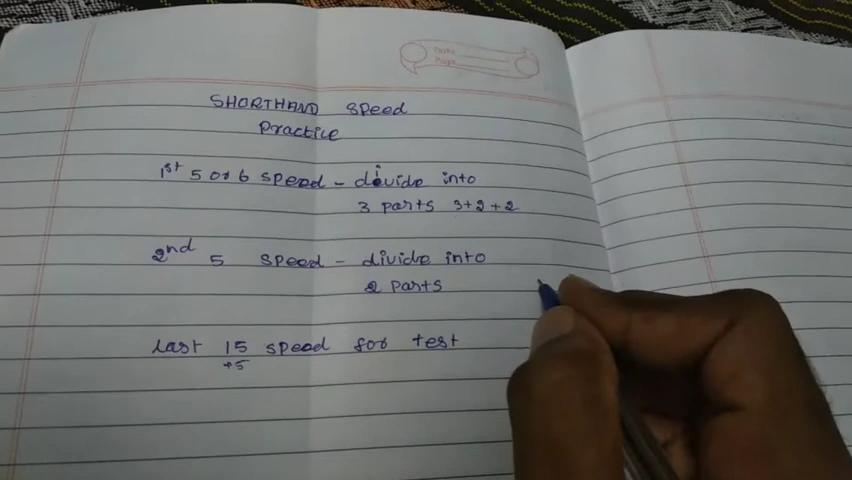 SHORTHAND Speed
Practice
1st 5 or 6 speed - divide into
3 parts 3+2+2
2nd 5 speed - divide into
2 parts
Last 15 speed for test
+5